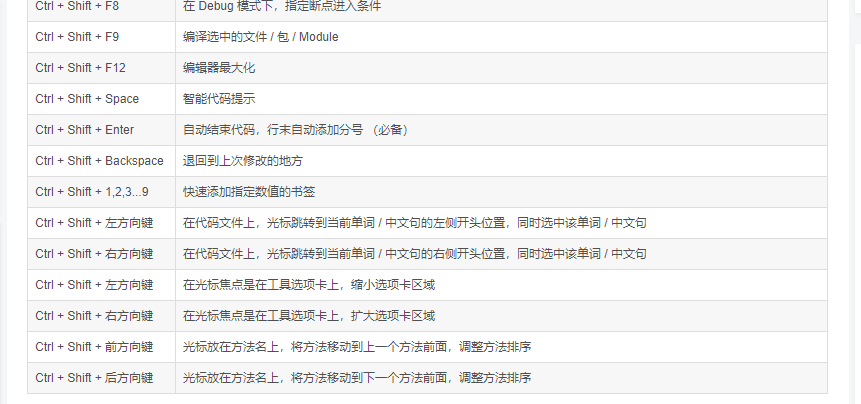 Ctrl + Shift + F8 在 Debug 模式下，指定断点进入条件
Ctrl + Shift + F9 编译选中的文件 / 包 / Module
Ctrl + Shift + F12 编辑器最大化
Ctrl + Shift + Space 智能代码提示
Ctrl + Shift + Enter 自动结束代码，行末自动添加分号 （必备）
Ctrl + Shift + Backspace 退回到上次修改的地方
Ctrl + Shift + 1,2,3...9 快速添加指定数值的书签
Ctrl + Shift + 左方向键 在代码文件上，光标跳转到当前单词 / 中文句的左侧开头位置，同时选中该单词 / 中文句
Ctrl + Shift + 右方向键 在代码文件上，光标跳转到当前单词 / 中文句的右侧开头位置，同时选中该单词 / 中文句
Ctrl + Shift + 左方向键 在光标焦点是在工具选项卡上，缩小选项卡区域
Ctrl + Shift + 右方向键 在光标焦点是在工具选项卡上，扩大选项卡区域
Ctrl + Shift + 前方向键 光标放在方法名上，将方法移动到上一个方法前面，调整方法排序
Ctrl + Shift + 后方向键 光标放在方法名上，将方法移动到下一个方法前面，调整方法排序